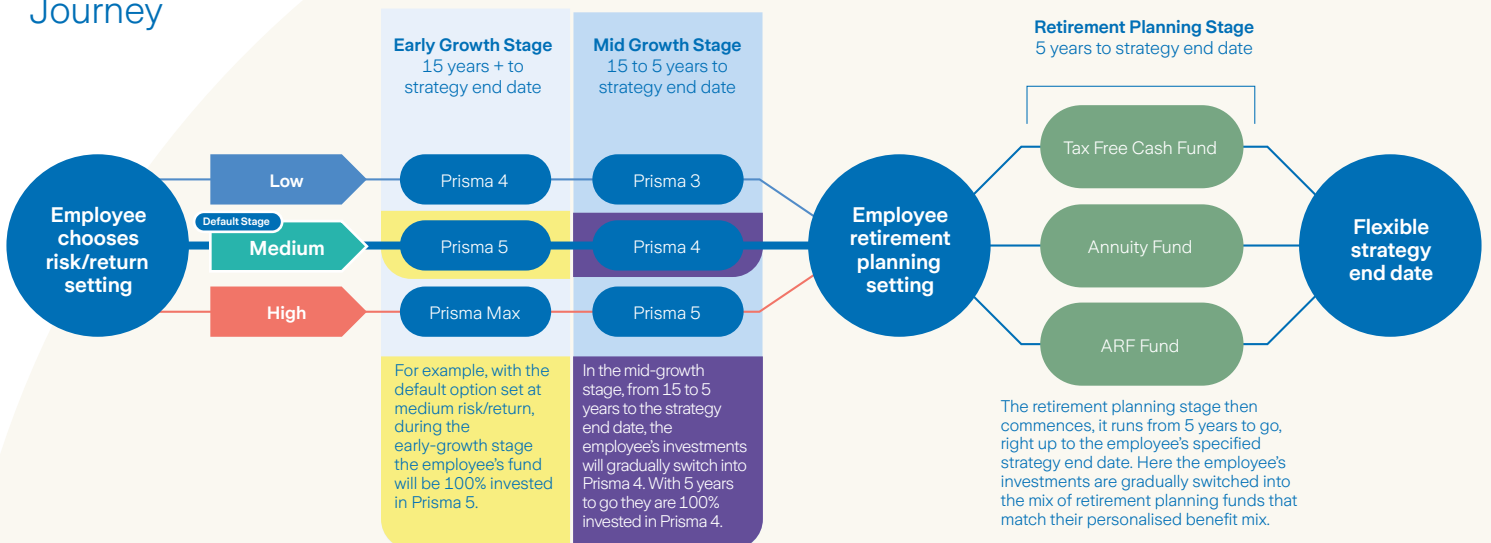 Journey
Early Growth Stage
15 years + to
strategy end date
Mid Growth Stage
15 to 5 years to
strategy end date
Retirement Planning Stage
5 years to strategy end date
Employee
chooses
risk/return
setting
Low
Prisma 4
Prisma 3
Default Stage
Medium
Prisma 5
Prisma 4
High
Prisma Max
Prisma 5
Employee
retirement
planning
setting
Tax Free Cash Fund
Annuity Fund
ARF Fund
Flexible
strategy
end date
For example, with the
default option set at
medium risk/return,
during the
early-growth stage
the employee’s fund
will be 100% invested
in Prisma 5.
In the mid-growth
stage, from 15 to 5
years to the strategy
end date, the
employee’s investments
will gradually switch into
Prisma 4. With 5 years
to go they are 100%
invested in Prisma 4.
The retirement planning stage then
commences, it runs from 5 years to go,
right up to the employee’s specified
strategy end date. Here the employee’s
investments are gradually switched into
the mix of retirement planning funds that
match their personalised benefit mix.